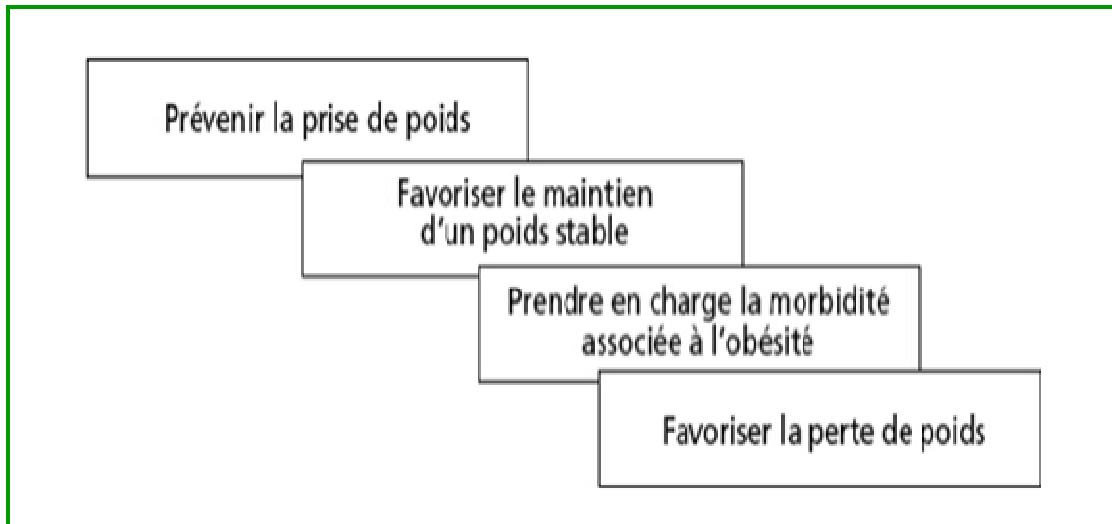 Prévenir la prise de poids
Favoriser le maintien
d'un poids stable
Prendre en charge la morbidité
associée à l'obésité
Favoriser la perte de poids